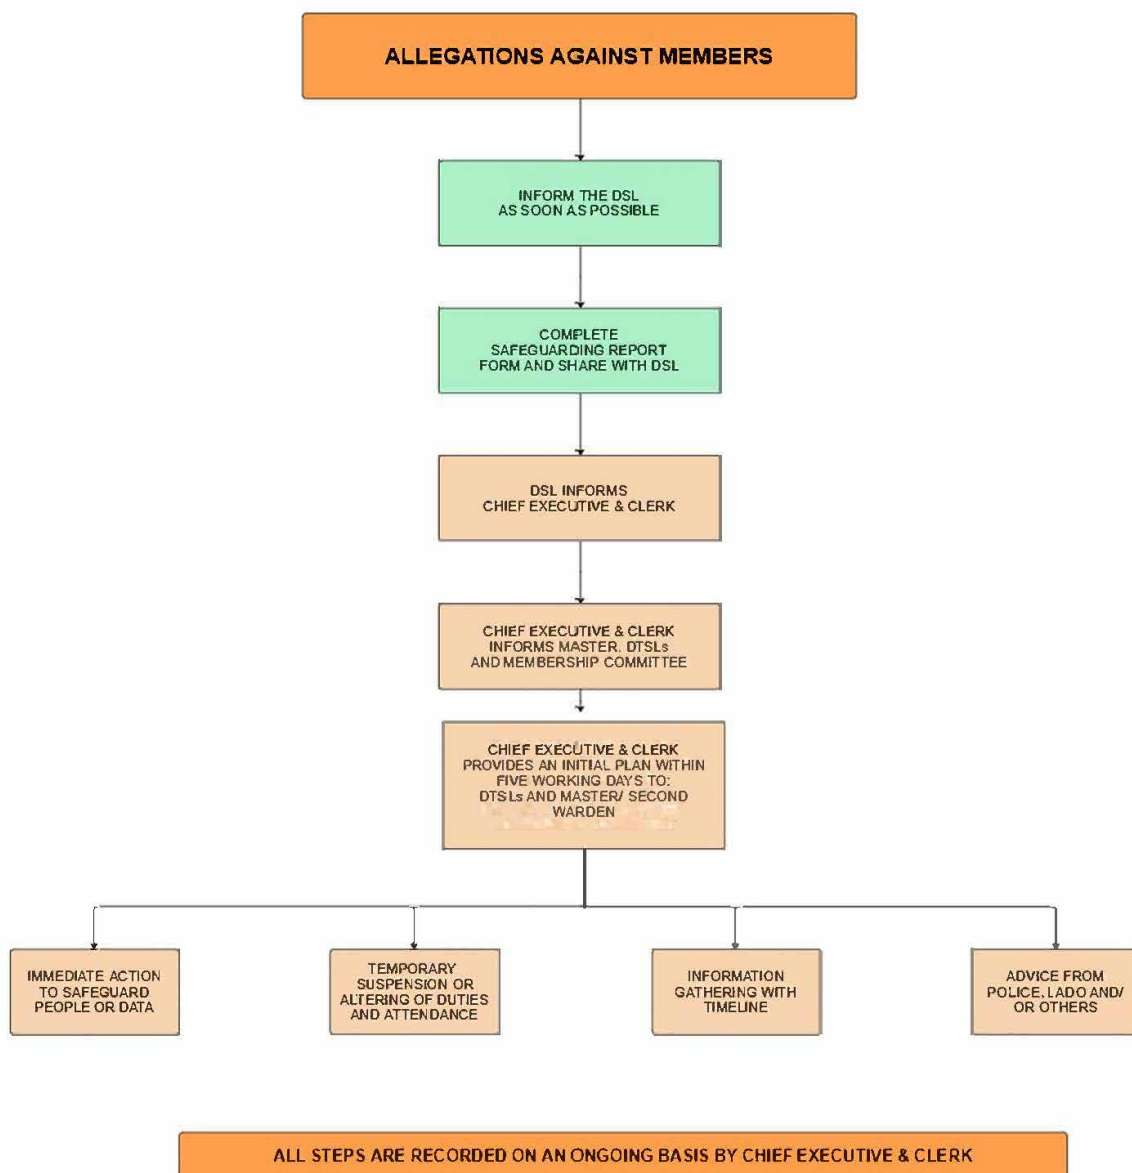 ALLEGATIONS AGAINST MEMBERS
INFORM THE DSL
AS SOON AS POSSIBLE
COMPLETE
SAFEGUARDING REPORT
FORM AND SHARE WITH DSL
DSL INFORMS
CHIEF EXECUTIVE & CLERK
CHIEF EXECUTIVE & CLERK
INFORMS MASTER, DTSLs
AND MEMBERSHIP COMMITTEE
CHIEF EXECUTIVE & CLERK
PROVIDES AN INITIAL PLAN WITHIN
FIVE WORKING DAYS TO:
DTSLs AND MASTER/ SECOND
WARDEN
IMMEDIATE ACTION
TO SAFEGUARD
PEOPLE OR DATA
TEMPORARY
SUSPENSION OR
ALTERING OF DUTIES
AND ATTENDANCE
INFORMATION
GATHERING WITH
TIMELINE
ADVICE FROM
POLICE, LADO AND/
OR OTHERS
ALL STEPS ARE RECORDED ON AN ONGOING BASIS BY CHIEF EXECUTIVE & CLERK